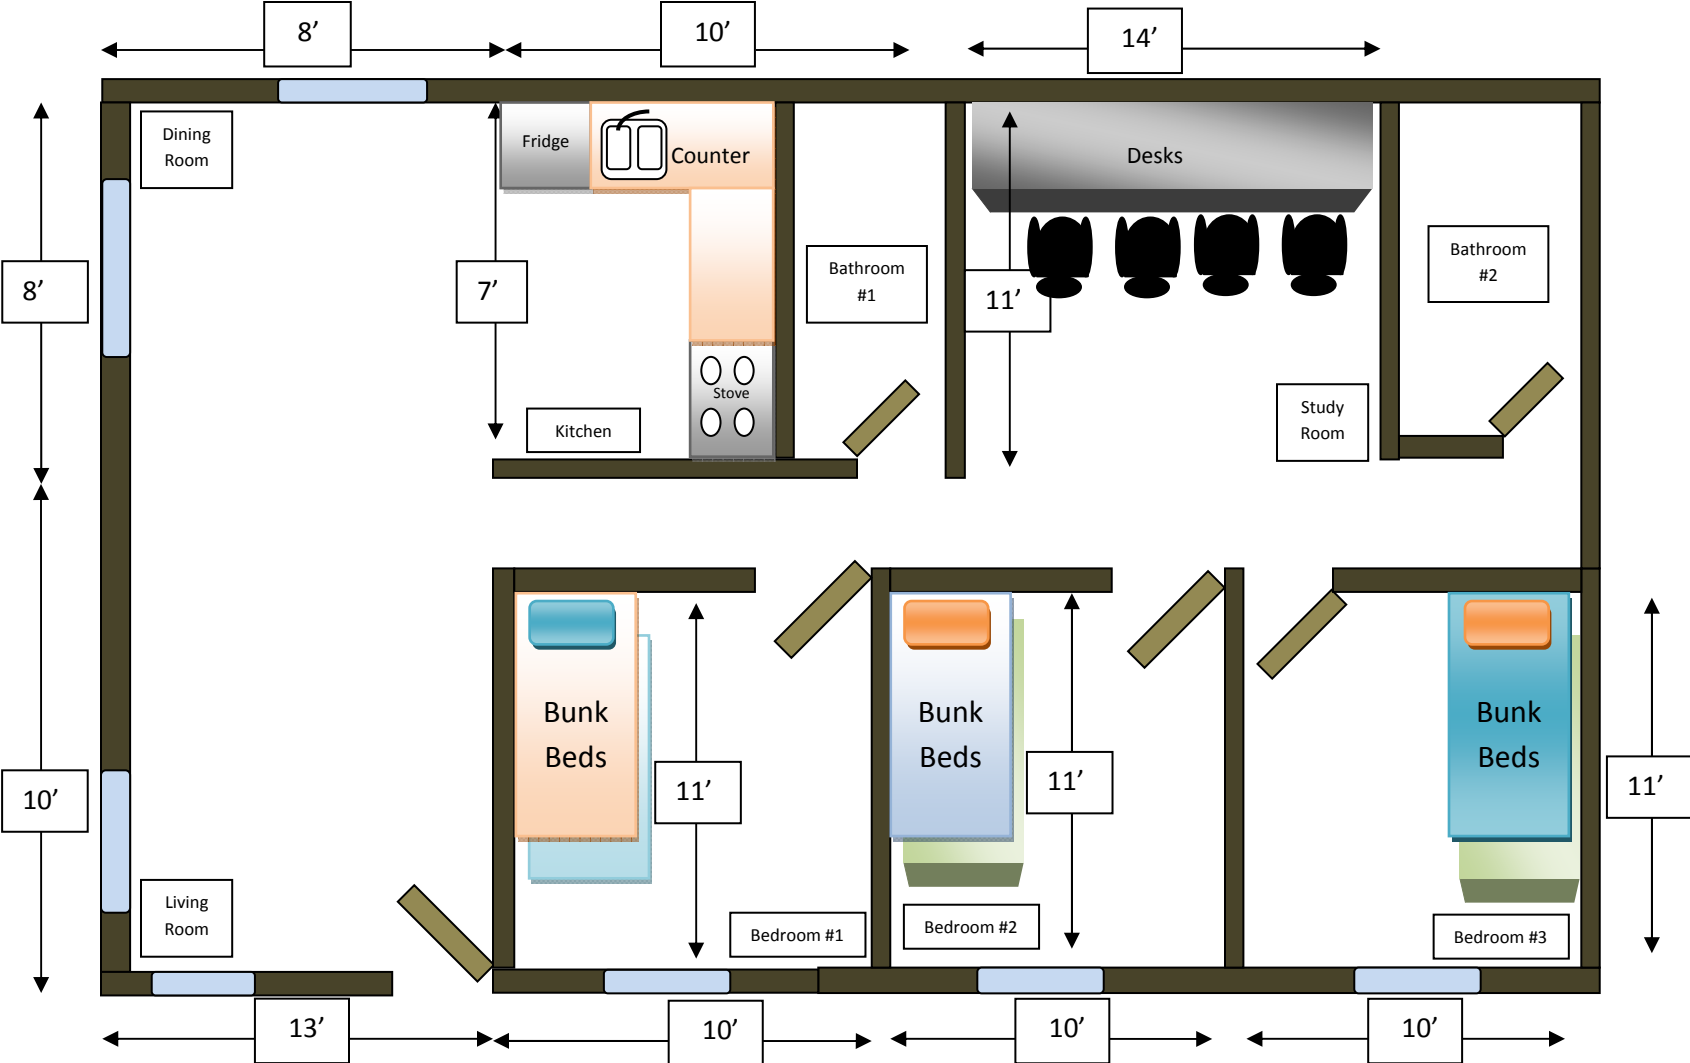 8’
10’
14’
Dining
Room
Fridge
Counter
Desks
8’
7’
Bathroom
#1
11’
Bathroom
#2
Stove
Kitchen
Study
Room
Bunk
Beds
Bunk
Beds
Bunk
Beds
10’
11’
11’
11’
Living
Room
Bedroom #1
Bedroom #2
Bedroom #3
13’
10’
10’
10’